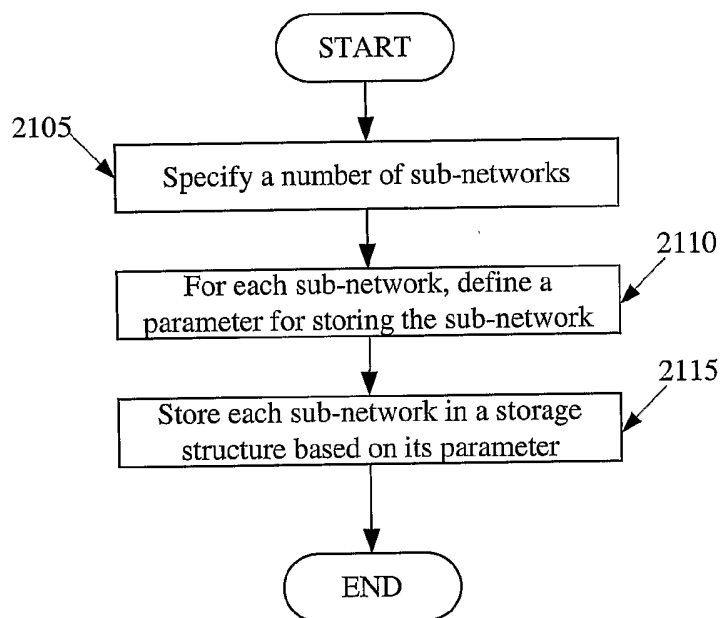 START
2105
Specify a number of sub-networks
2110
For each sub-network, define a
parameter for storing the sub-network
2115
Store each sub-network in a storage
structure based on its parameter
END